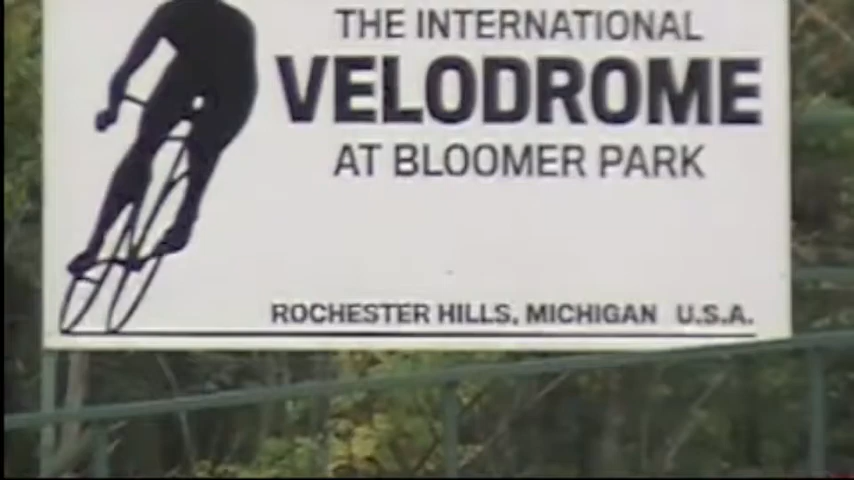 THE INTERNATIONAL
VELODROME
AT BLOOMER PARK
ROCHESTER HILLS, MICHIGAN U.S.A.